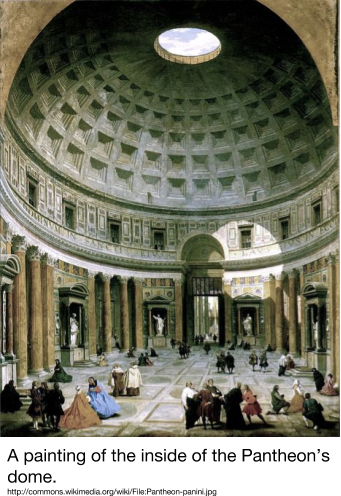 A painting of the inside of the Pantheon's
dome.
http://commons.wikimedia.org/wiki/File:Pantheon-panini.jpg